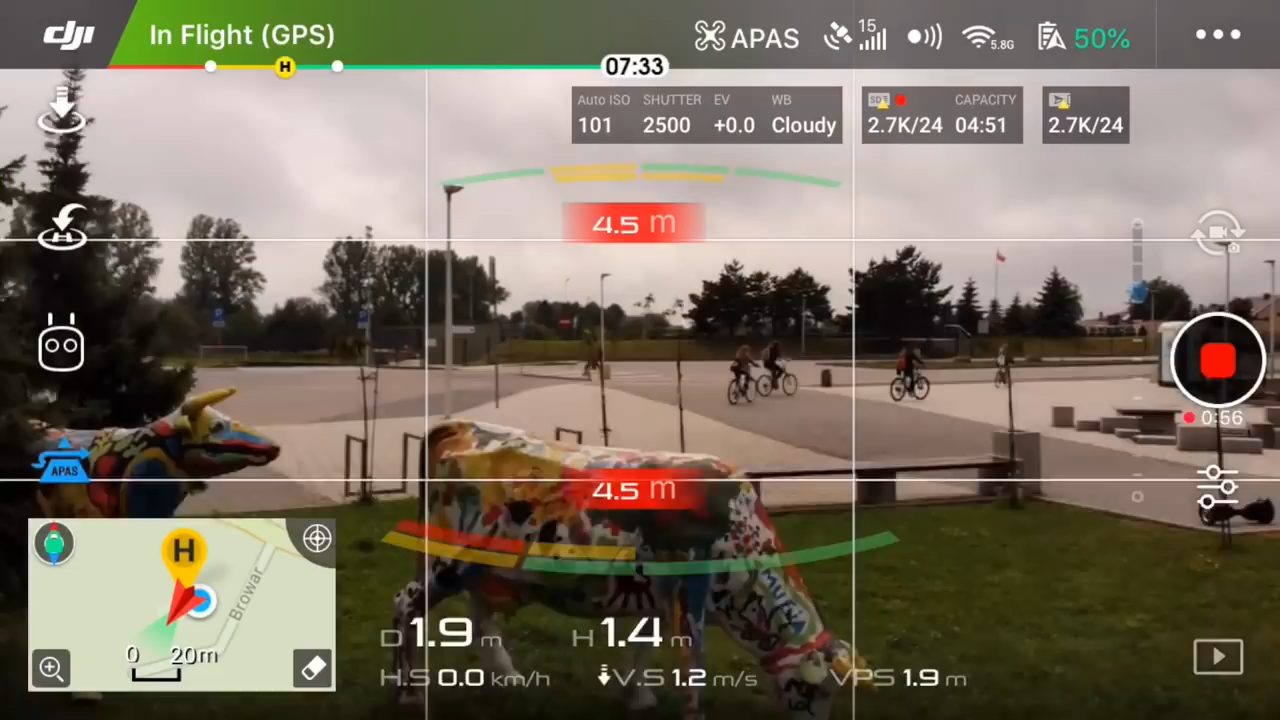 dji In Flight (GPS) APAS 15 5.8G 50%
H 07:33
Auto ISO SHUTTER EV WB
101 2500 +0.0 Cloudy
SD CAPACITY
2.7K/24 04:51
2.7K/24
4.5 m
0:56
APAS
4.5 m
H
Browar
0 20m
D 1.9 m H 1.4 m
H.S 0.0 km/h V.S 1.2 m/s VPS 1.9 m